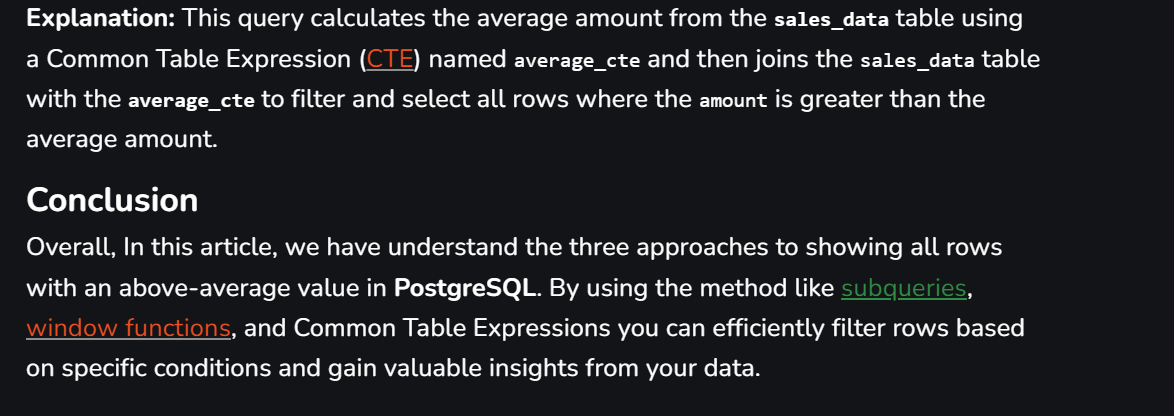 Explanation: This query calculates the average amount from the sales_data table using
a Common Table Expression (CTE) named average_cte and then joins the sales_data table
with the average_cte to filter and select all rows where the amount is greater than the
average amount.
Conclusion
Overall, In this article, we have understand the three approaches to showing all rows
with an above-average value in PostgreSQL. By using the method like subqueries,
window functions, and Common Table Expressions you can efficiently filter rows based
on specific conditions and gain valuable insights from your data.